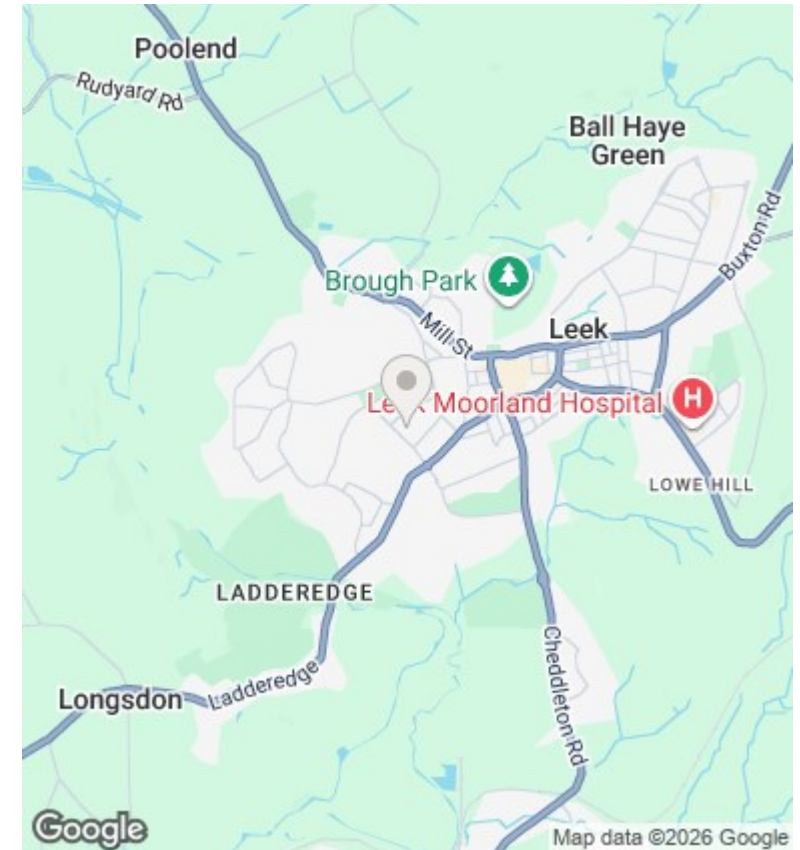 Poolend
Rudyard Rd
Ball Haye
Green
Buxton Rd
Brough Park
Mill St
Leek
Moorland Hospital
H
LOWE HILL
LADDEREDGE
Ladderedge
Longsdon
Cheddleton Rd
Google
Map data ©2026 Google